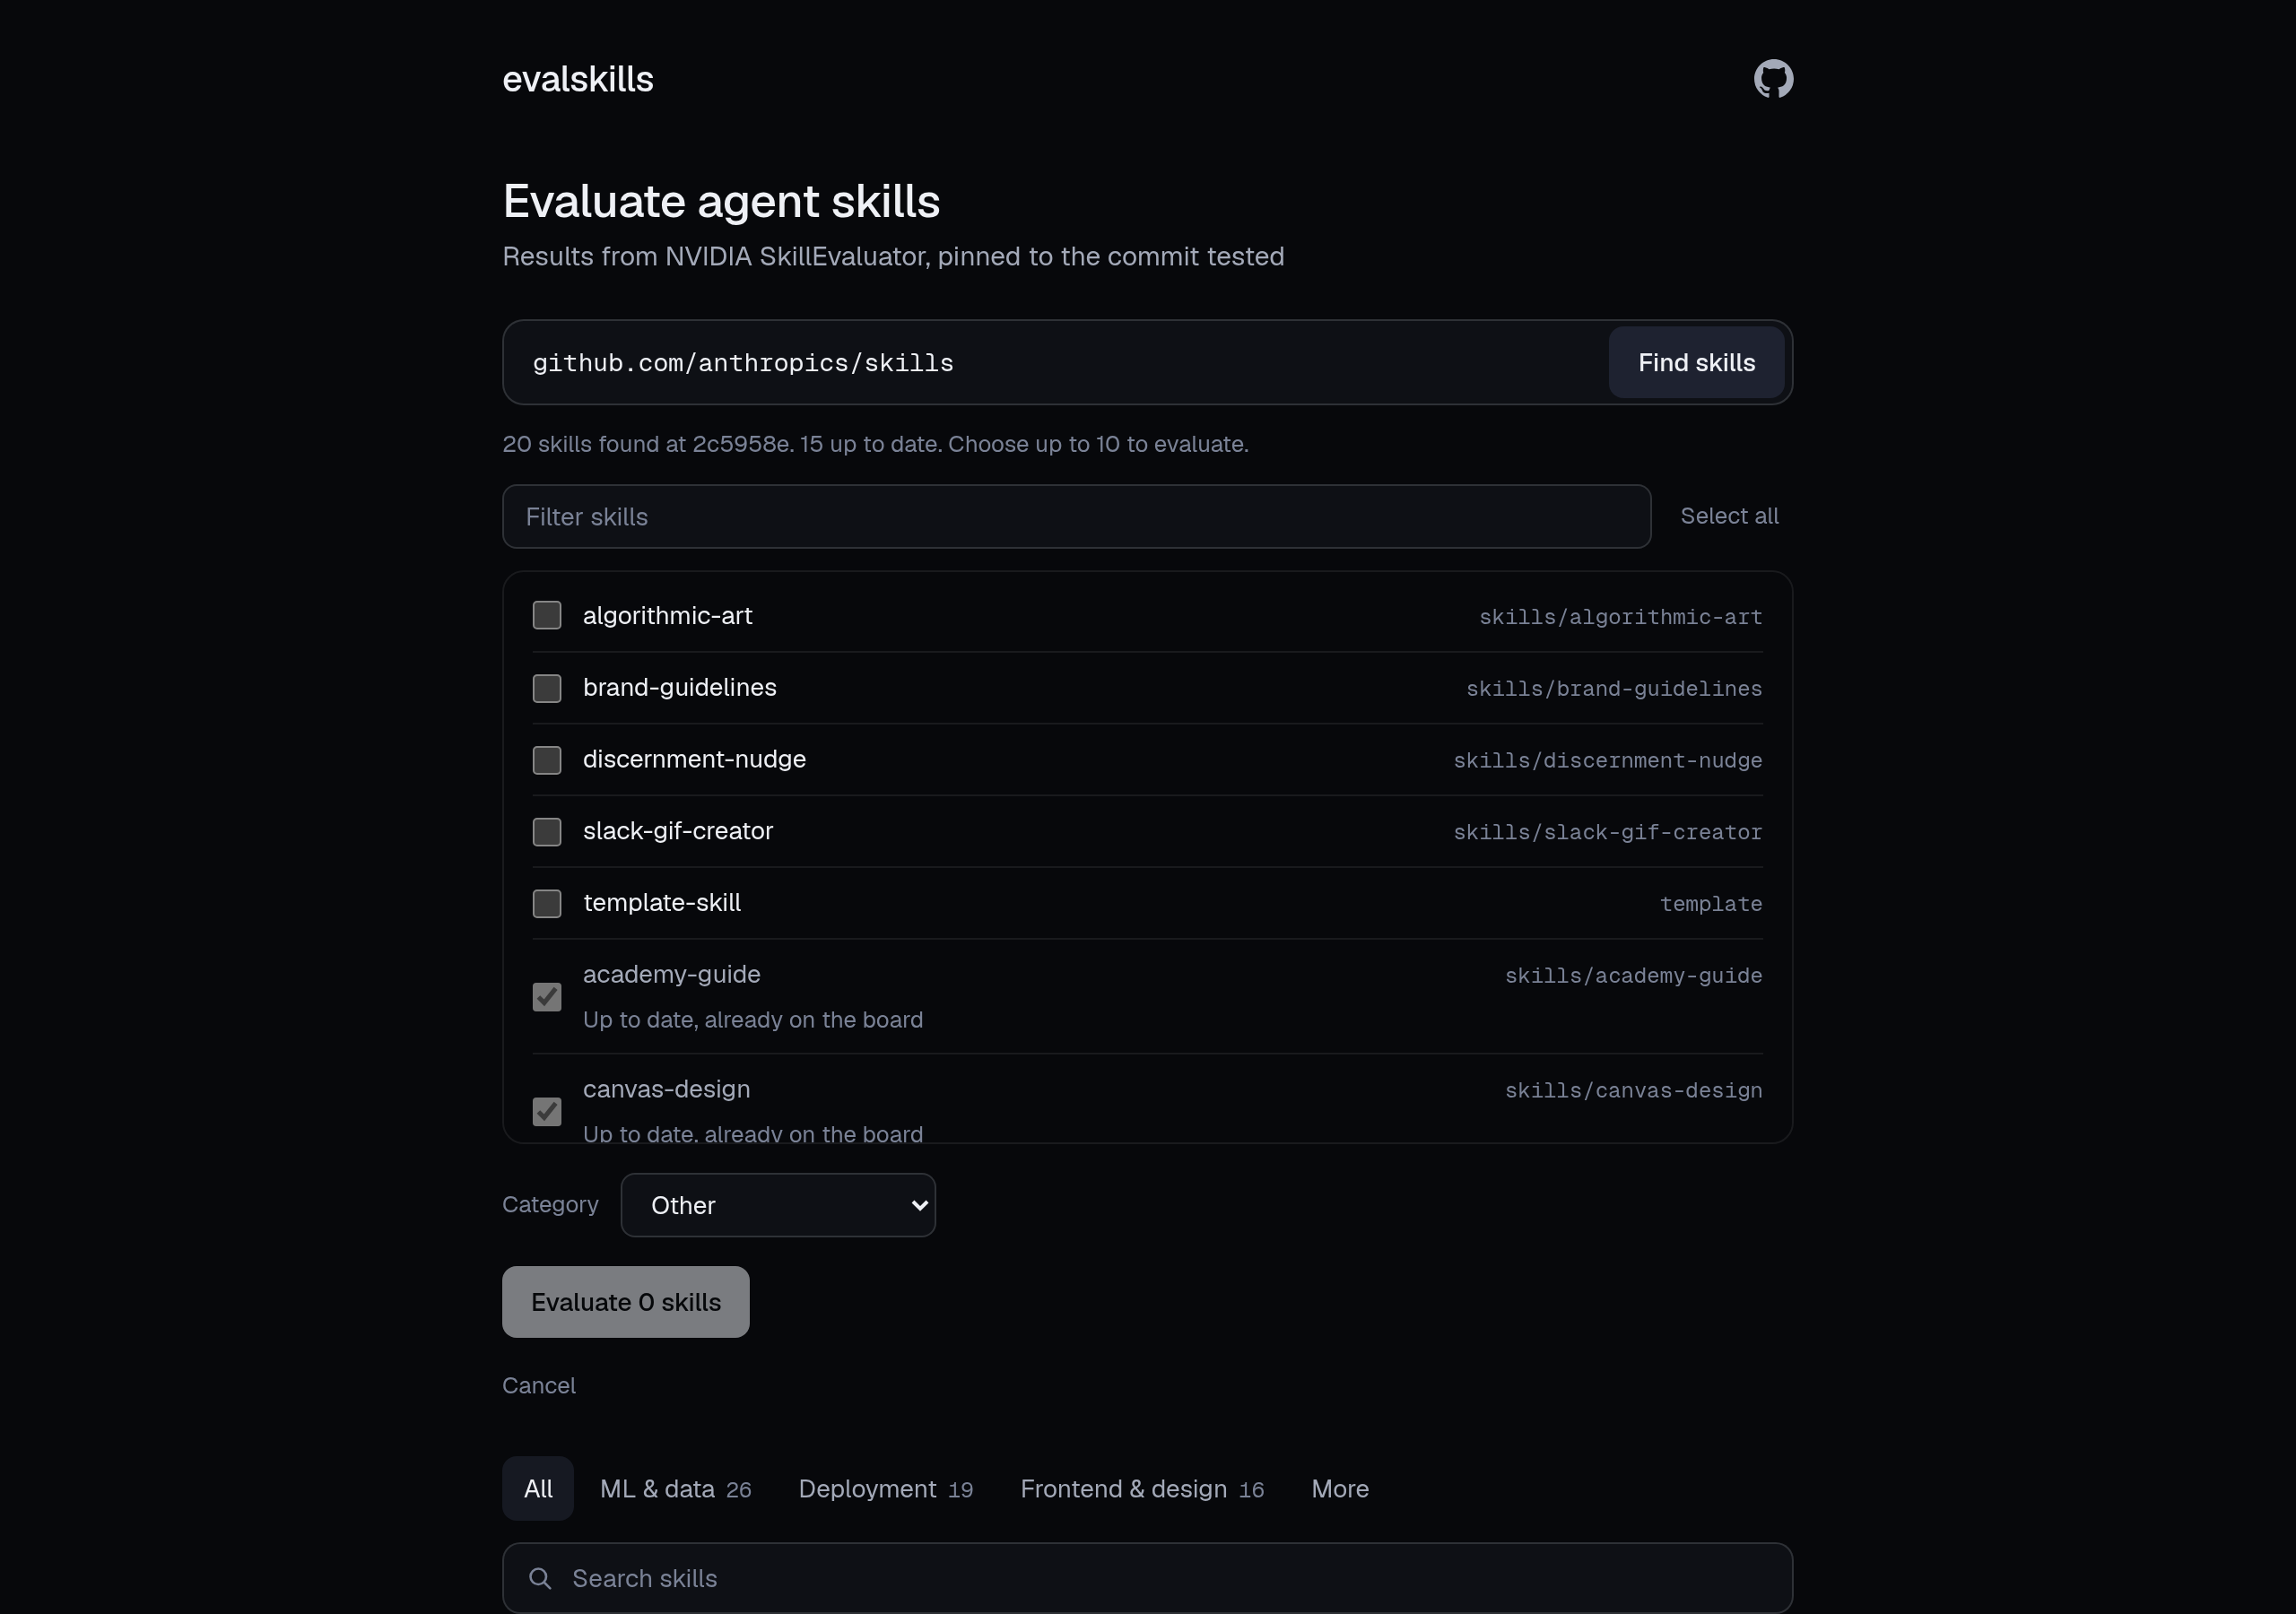 evalskills
Evaluate agent skills
Results from NVIDIA SkillEvaluator, pinned to the commit tested
github.com/anthropics/skills
Find skills
20 skills found at 2c5958e. 15 up to date. Choose up to 10 to evaluate.
Filter skills
Select all
algorithmic-art skills/algorithmic-art
brand-guidelines skills/brand-guidelines
discernment-nudge skills/discernment-nudge
slack-gif-creator skills/slack-gif-creator
template-skill template
academy-guide skills/academy-guide
Up to date, already on the board
canvas-design skills/canvas-design
Up to date, already on the board
Category Other
Evaluate 0 skills
Cancel
All ML & data 26 Deployment 19 Frontend & design 16 More
Search skills